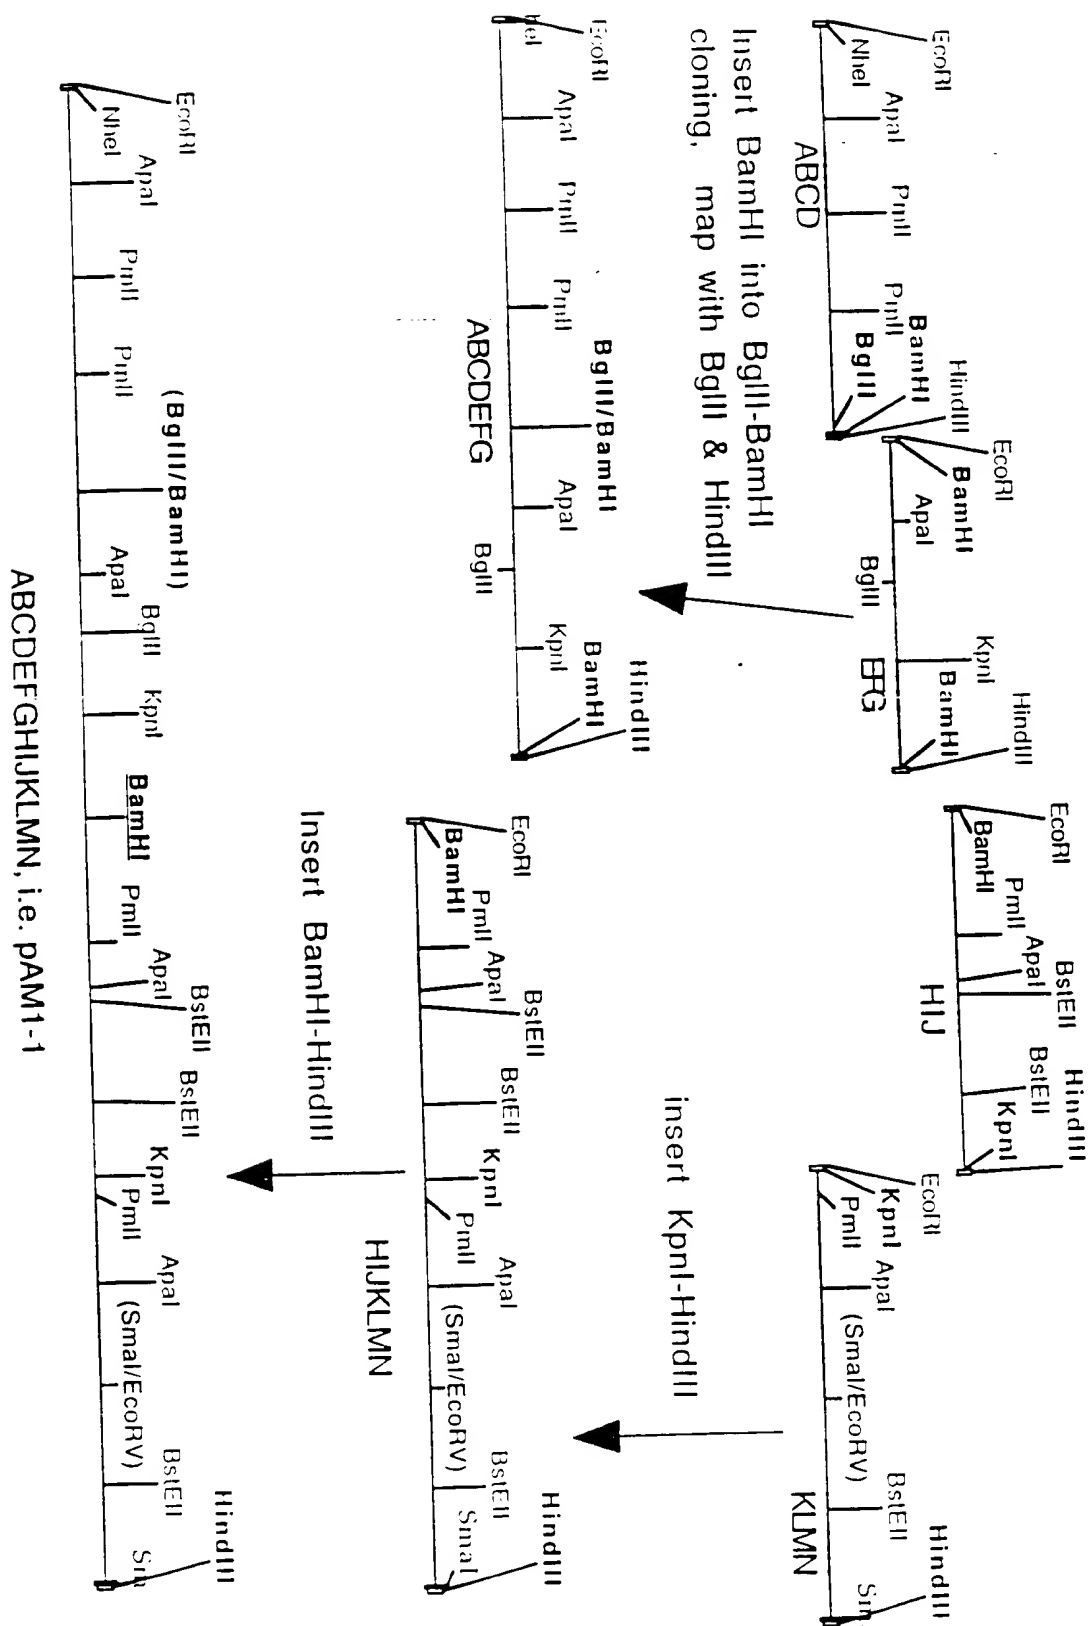 EcoRI
NheI
ApaI
PmlI
PmlI
BamHI
BglII
HindIII
ABCD
EcoRI
BamHI
ApaI
BglII
KpnI
BamHI
HindIII
EFG
EcoRI
BamHI
PmlI
ApaI
BstEII
BstEII
HindIII
KpnI
HIJ
EcoRI
KpnI
PmlI
ApaI
(SmaI/EcoRV)
BstEII
HindIII
KLMN
Insert BamHI into BglII-BamHI
cloning, map with BglII & HindIII
insert KpnI-HindIII
EcoRI
ApaI
PmlI
PmlI
BglII/BamHI
ApaI
BglII
KpnI
BamHI
HindIII
ABCDEFG
EcoRI
BamHI
PmlI
ApaI
BstEII
BstEII
KpnI
PmlI
ApaI
(SmaI/EcoRV)
BstEII
SmaI
HindIII
HIJKLMN
Insert BamHI-HindIII
EcoRI
NheI
ApaI
PmlI
PmlI
(BglII/BamHI)
ApaI
BglII
KpnI
BamHI
PmlI
ApaI
BstEII
BstEII
KpnI
PmlI
ApaI
(SmaI/EcoRV)
BstEII
HindIII
ABCDEFGHIJKLMN, i.e. pAM1-1